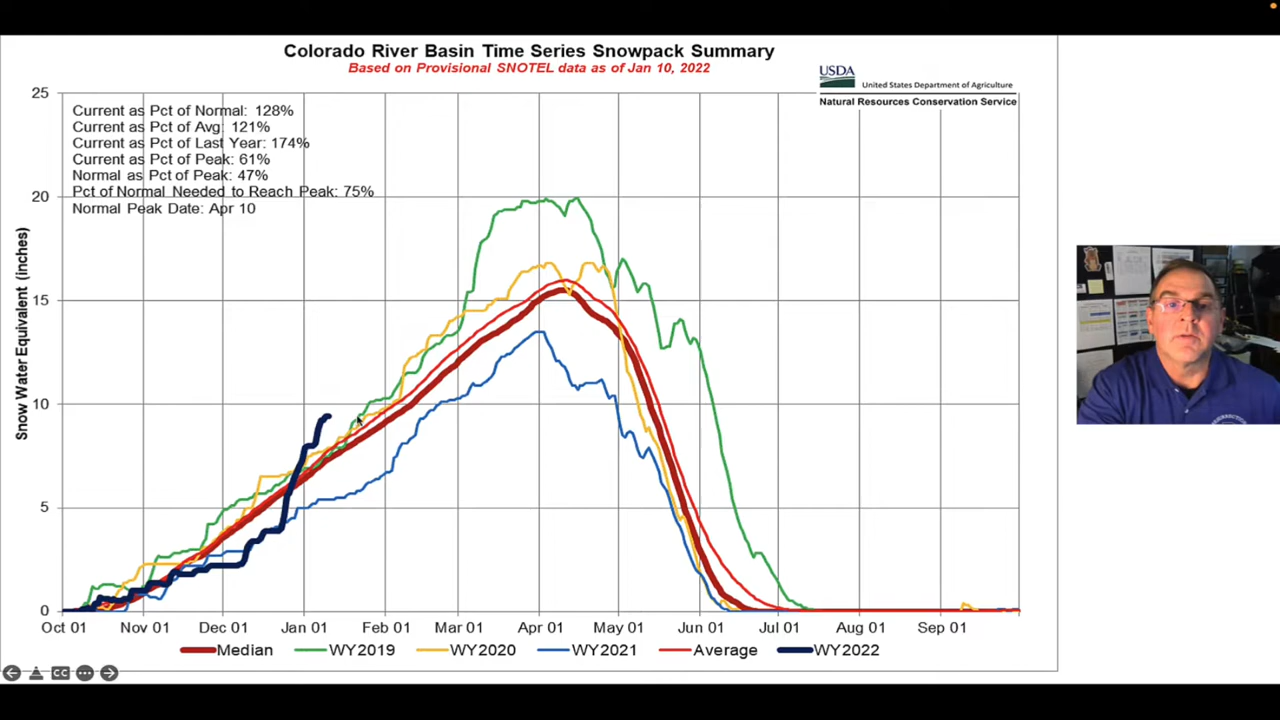 Colorado River Basin Time Series Snowpack Summary
Based on Provisional SNOTEL data as of Jan 10, 2022
USDA
United States Department of Agriculture
Natural Resources Conservation Service
Current as Pct of Normal: 128%
Current as Pct of Avg: 121%
Current as Pct of Last Year: 174%
Current as Pct of Peak: 61%
Normal as Pct of Peak: 47%
Pct of Normal Needed to Reach Peak: 75%
Normal Peak Date: Apr 10
Snow Water Equivalent (inches)
25
20
15
10
5
0
Oct 01 Nov 01 Dec 01 Jan 01 Feb 01 Mar 01 Apr 01 May 01 Jun 01 Jul 01 Aug 01 Sep 01
Median WY2019 WY2020 WY2021 Average WY2022
CC